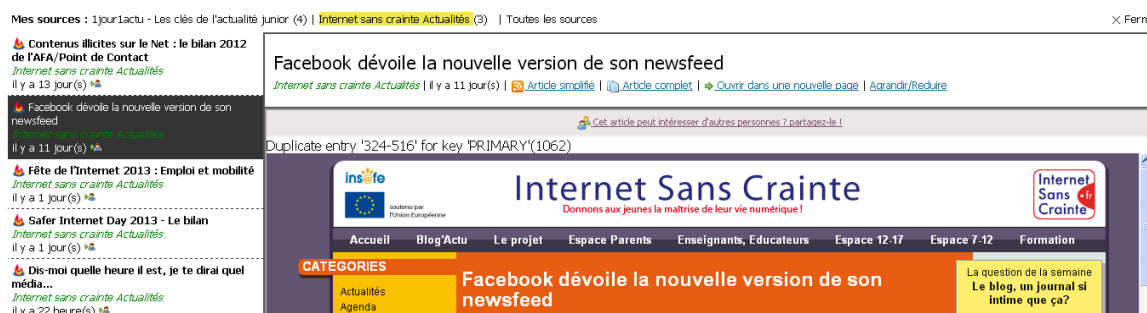 Mes sources : 1jour1actu - Les clés de l'actualité junior (4) | Internet sans crainte Actualités (3) | Toutes les sources
× Ferm
Contenus illicites sur le Net : le bilan 2012
de l'AFA/Point de Contact
Internet sans crainte Actualités
il y a 13 jour(s)
Facebook dévoile la nouvelle version de son
newsfeed
Internet sans crainte Actualités
il y a 11 jour(s)
Fête de l'Internet 2013 : Emploi et mobilité
Internet sans crainte Actualités
il y a 1 jour(s)
Safer Internet Day 2013 - Le bilan
Internet sans crainte Actualités
il y a 1 jour(s)
Dis-moi quelle heure il est, je te dirai quel
média...
Internet sans crainte Actualités
il y a 22 heure(s)
Facebook dévoile la nouvelle version de son newsfeed
Internet sans crainte Actualités | il y a 11 jour(s) | Article simplifié | Article complet | Ouvrir dans une nouvelle page | Agrandir/Reduire
Cet article peut intéresser d'autres personnes ? partagez-le !
Duplicate entry '324-516' for key 'PRIMARY'(1062)
ins@fe
soutenu par
l'Union Européenne
Internet Sans Crainte
Donnons aux jeunes la maîtrise de leur vie numérique !
Internet
Sans .fr
Crainte
Accueil Blog'Actu Le projet Espace Parents Enseignants, Educateurs Espace 12-17 Espace 7-12 Formation
CATEGORIES
Actualités
Agenda
Facebook dévoile la nouvelle version de son
newsfeed
La question de la semaine
Le blog, un journal si
intime que ça?